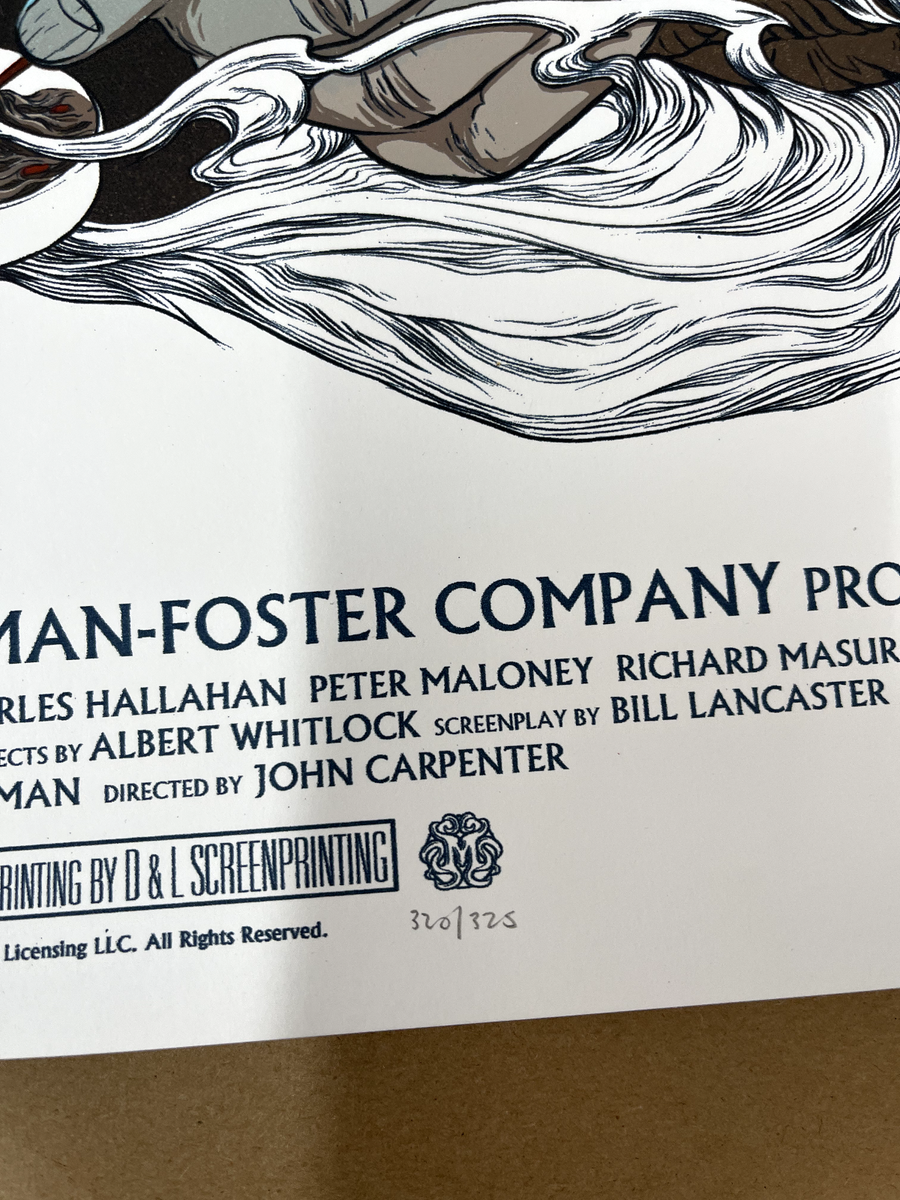 MAN-FOSTER COMPANY PRO
RLES HALLAHAN PETER MALONEY RICHARD MASUR
ECTS BY ALBERT WHITLOCK SCREENPLAY BY BILL LANCASTER
MAN DIRECTED BY JOHN CARPENTER
RINTING BY D & L SCREENPRINTING
M
Licensing LLC. All Rights Reserved.
320/325